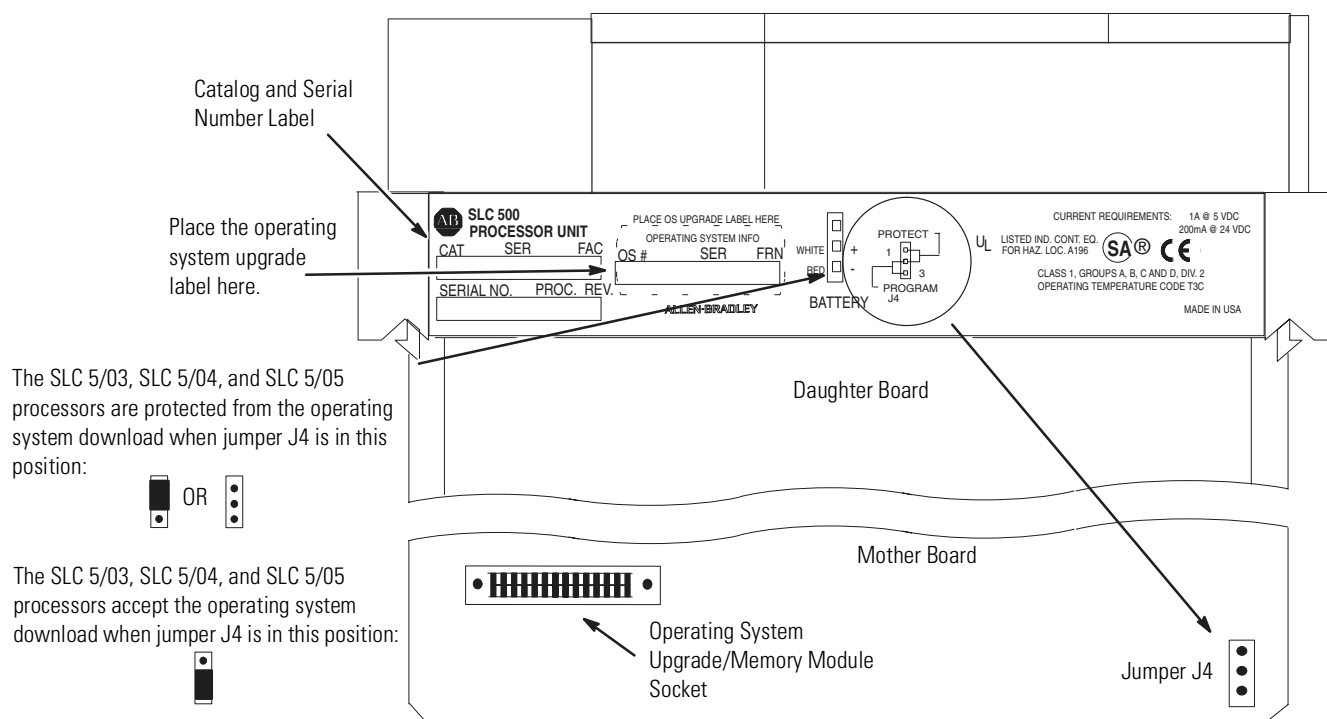 Catalog and Serial
Number Label
Place the operating
system upgrade
label here.
AB
SLC 500
PROCESSOR UNIT
CAT SER FAC
SERIAL NO. PROC. REV.
PLACE OS UPGRADE LABEL HERE
OPERATING SYSTEM INFO
OS # SER FRN
ALLEN-BRADLEY
WHITE +
RED -
BATTERY
PROTECT
1
3
PROGRAM
J4
UL
LISTED IND. CONT. EQ.
FOR HAZ. LOC. A196
SA ®
CE
CURRENT REQUIREMENTS: 1A @ 5 VDC
200mA @ 24 VDC
CLASS 1, GROUPS A, B, C AND D, DIV. 2
OPERATING TEMPERATURE CODE T3C
MADE IN USA
The SLC 5/03, SLC 5/04, and SLC 5/05
processors are protected from the operating
system download when jumper J4 is in this
position:
OR
The SLC 5/03, SLC 5/04, and SLC 5/05
processors accept the operating system
download when jumper J4 is in this position:
Daughter Board
Mother Board
Operating System
Upgrade/Memory Module
Socket
Jumper J4